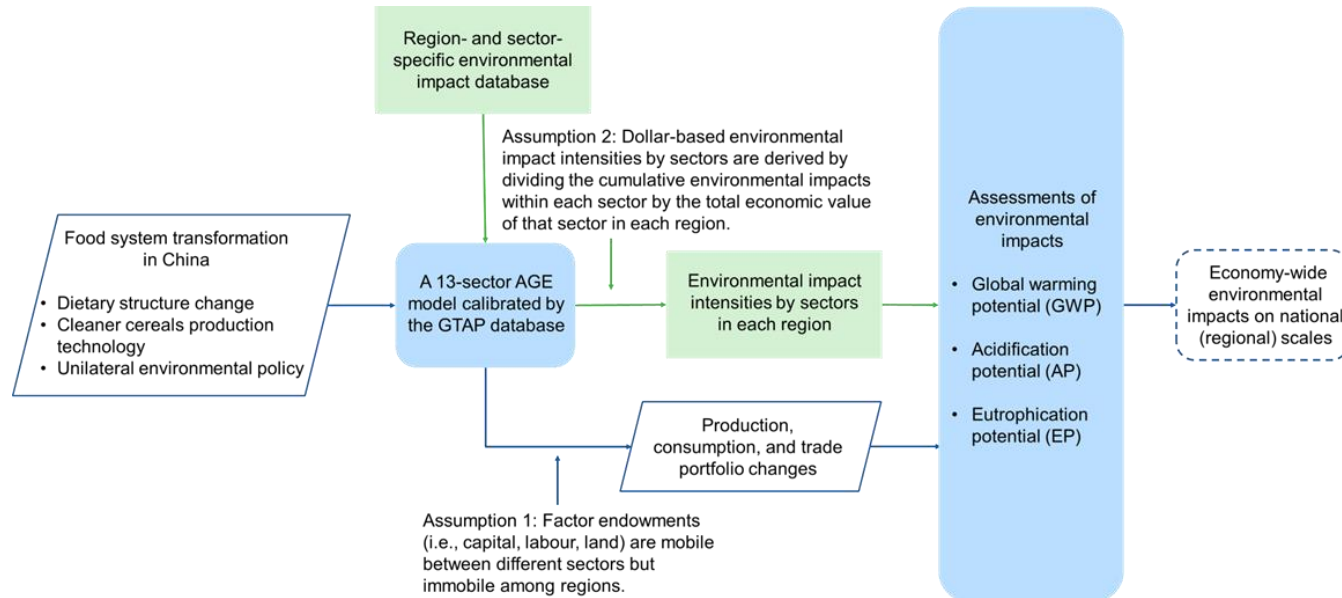 Region- and sector-
specific environmental
impact database
Assumption 2: Dollar-based environmental
impact intensities by sectors are derived by
dividing the cumulative environmental impacts
within each sector by the total economic value
of that sector in each region.
Food system transformation
in China
• Dietary structure change
• Cleaner cereals production
technology
• Unilateral environmental policy
A 13-sector AGE
model calibrated by
the GTAP database
Environmental impact
intensities by sectors
in each region
Production,
consumption, and trade
portfolio changes
Assumption 1: Factor endowments
(i.e., capital, labour, land) are mobile
between different sectors but
immobile among regions.
Assessments of
environmental
impacts
• Global warming
potential (GWP)
• Acidification
potential (AP)
• Eutrophication
potential (EP)
Economy-wide
environmental
impacts on national
(regional) scales